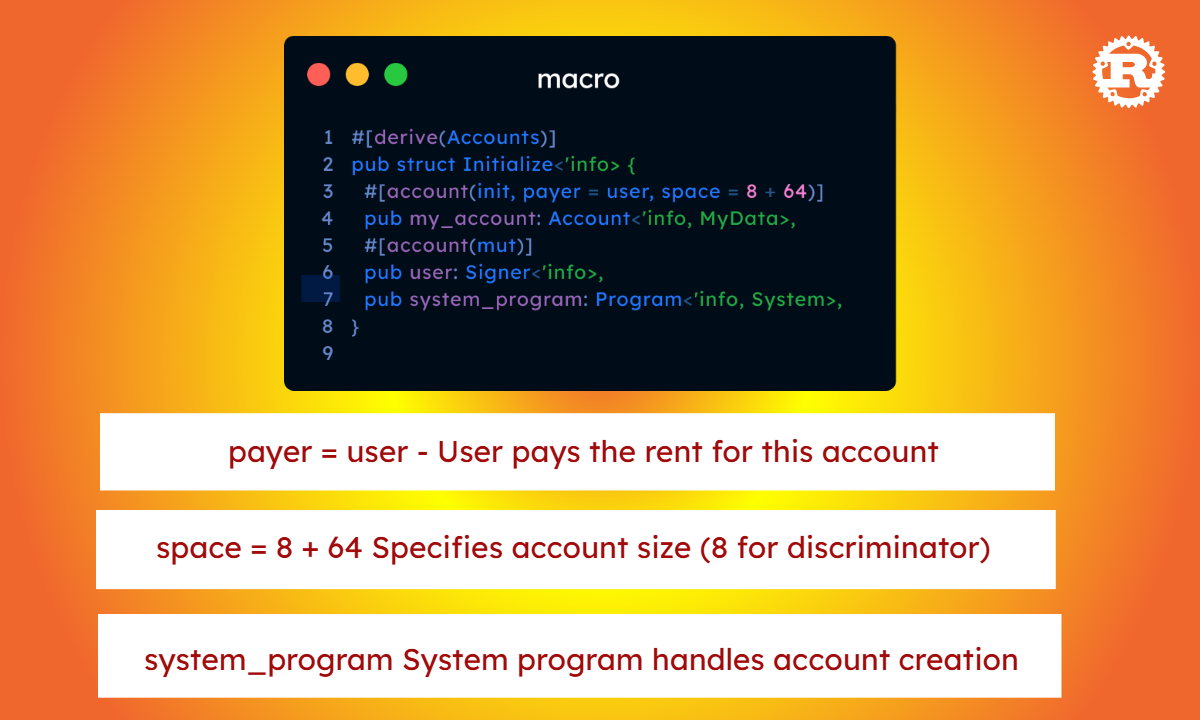 macro
1 #[derive(Accounts)]
2 pub struct Initialize<'info> {
3 #[account(init, payer = user, space = 8 + 64)]
4 pub my_account: Account<'info, MyData>,
5 #[account(mut)]
6 pub user: Signer<'info>,
7 pub system_program: Program<'info, System>,
8 }
9
payer = user - User pays the rent for this account
space = 8 + 64 Specifies account size (8 for discriminator)
system_program System program handles account creation
R